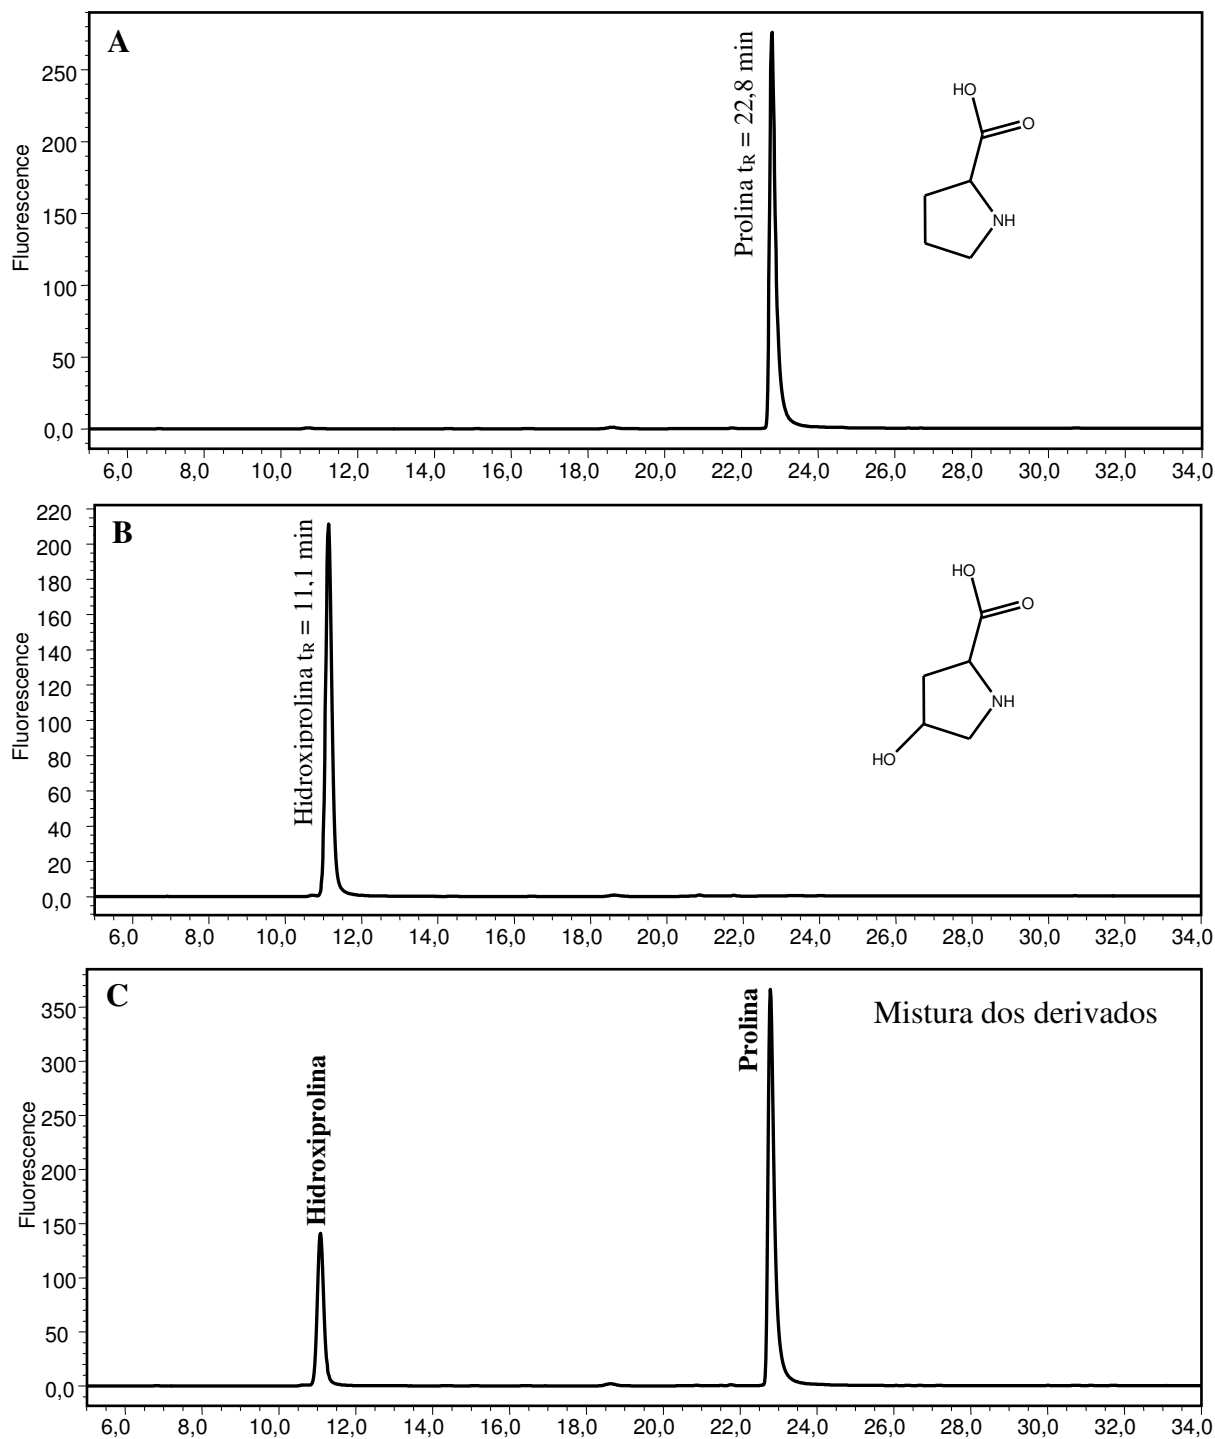 A
Fluorescence
250
200
150
100
50
0,0
Prolina tR = 22,8 min
HO
O
NH
6,0 8,0 10,0 12,0 14,0 16,0 18,0 20,0 22,0 24,0 26,0 28,0 30,0 32,0 34,0
B
Fluorescence
220
200
180
160
140
120
100
80
60
40
20
0,0
Hidroxiprolina tR = 11,1 min
HO
O
NH
HO
6,0 8,0 10,0 12,0 14,0 16,0 18,0 20,0 22,0 24,0 26,0 28,0 30,0 32,0 34,0
C
Fluorescence
350
300
250
200
150
100
50
0,0
Hidroxiprolina
Prolina
Mistura dos derivados
6,0 8,0 10,0 12,0 14,0 16,0 18,0 20,0 22,0 24,0 26,0 28,0 30,0 32,0 34,0